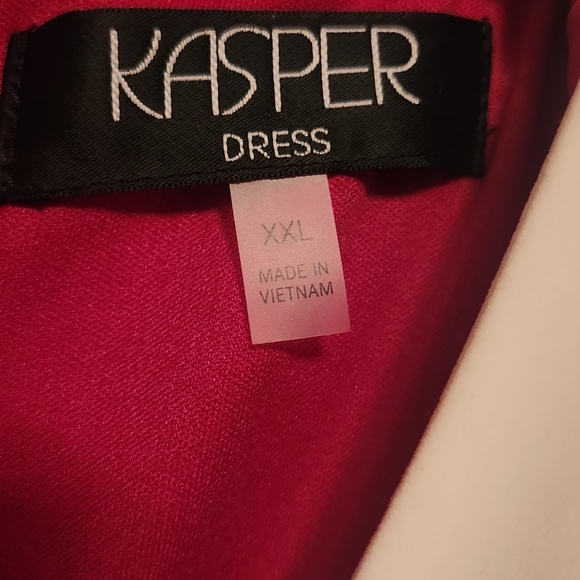 KASPER
DRESS
XXL
MADE IN
VIETNAM